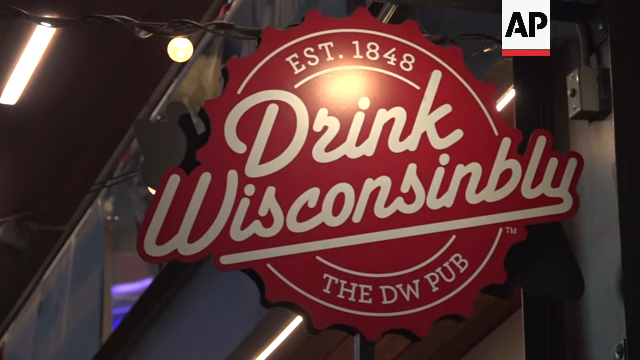 AP
EST. 1848
Drink
Wisconsinbly
TM
THE DW PUB